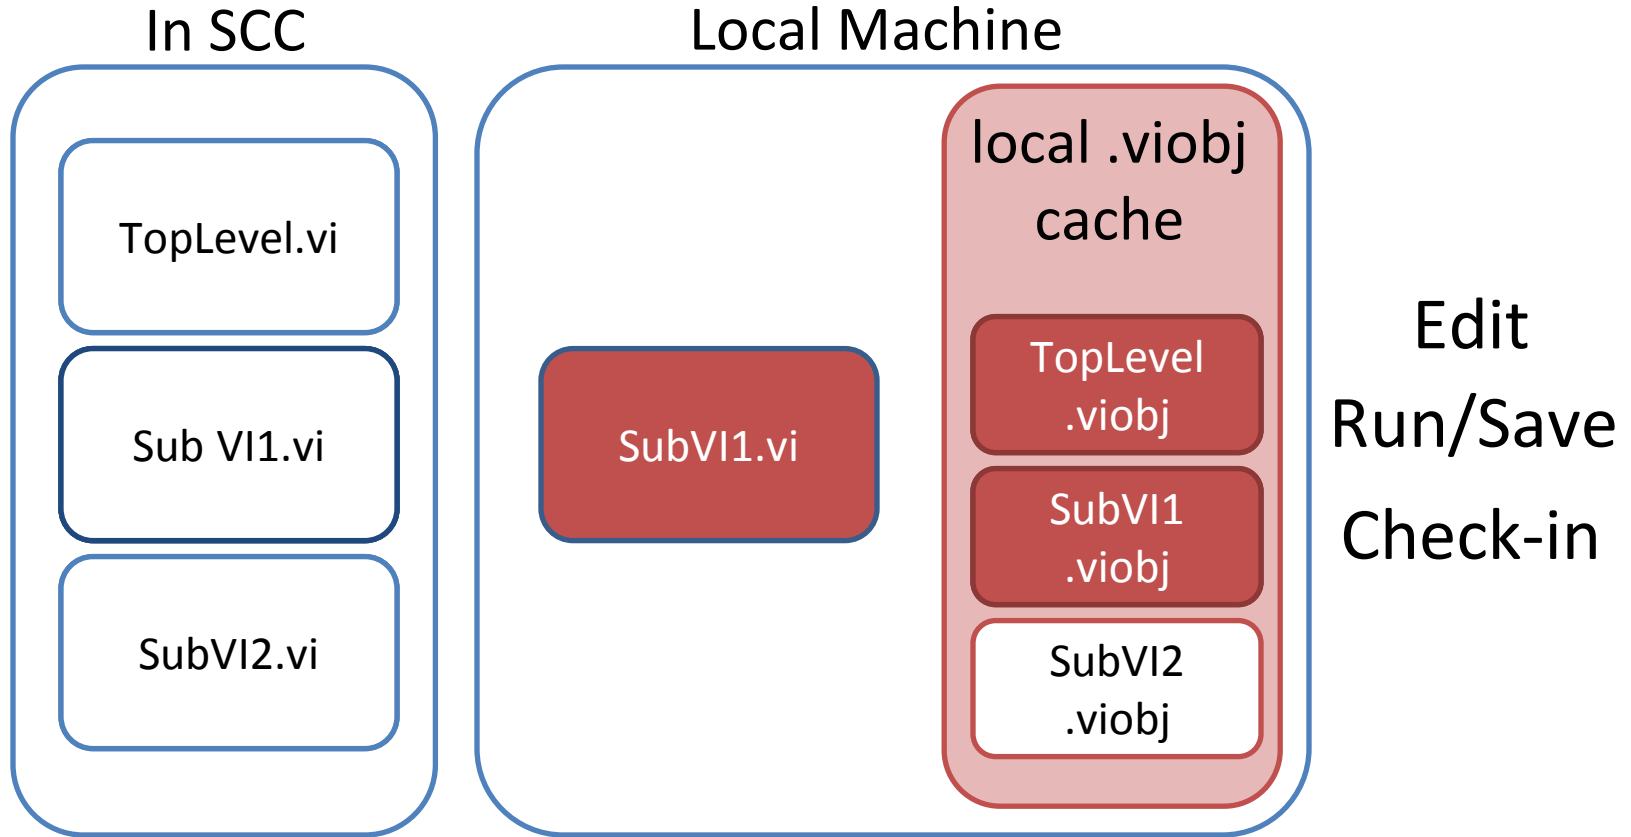 In SCC
TopLevel.vi
Sub VI1.vi
SubVI2.vi
Local Machine
SubVI1.vi
local .viobj
cache
TopLevel
.viobj
SubVI1
.viobj
SubVI2
.viobj
Edit
Run/Save
Check-in